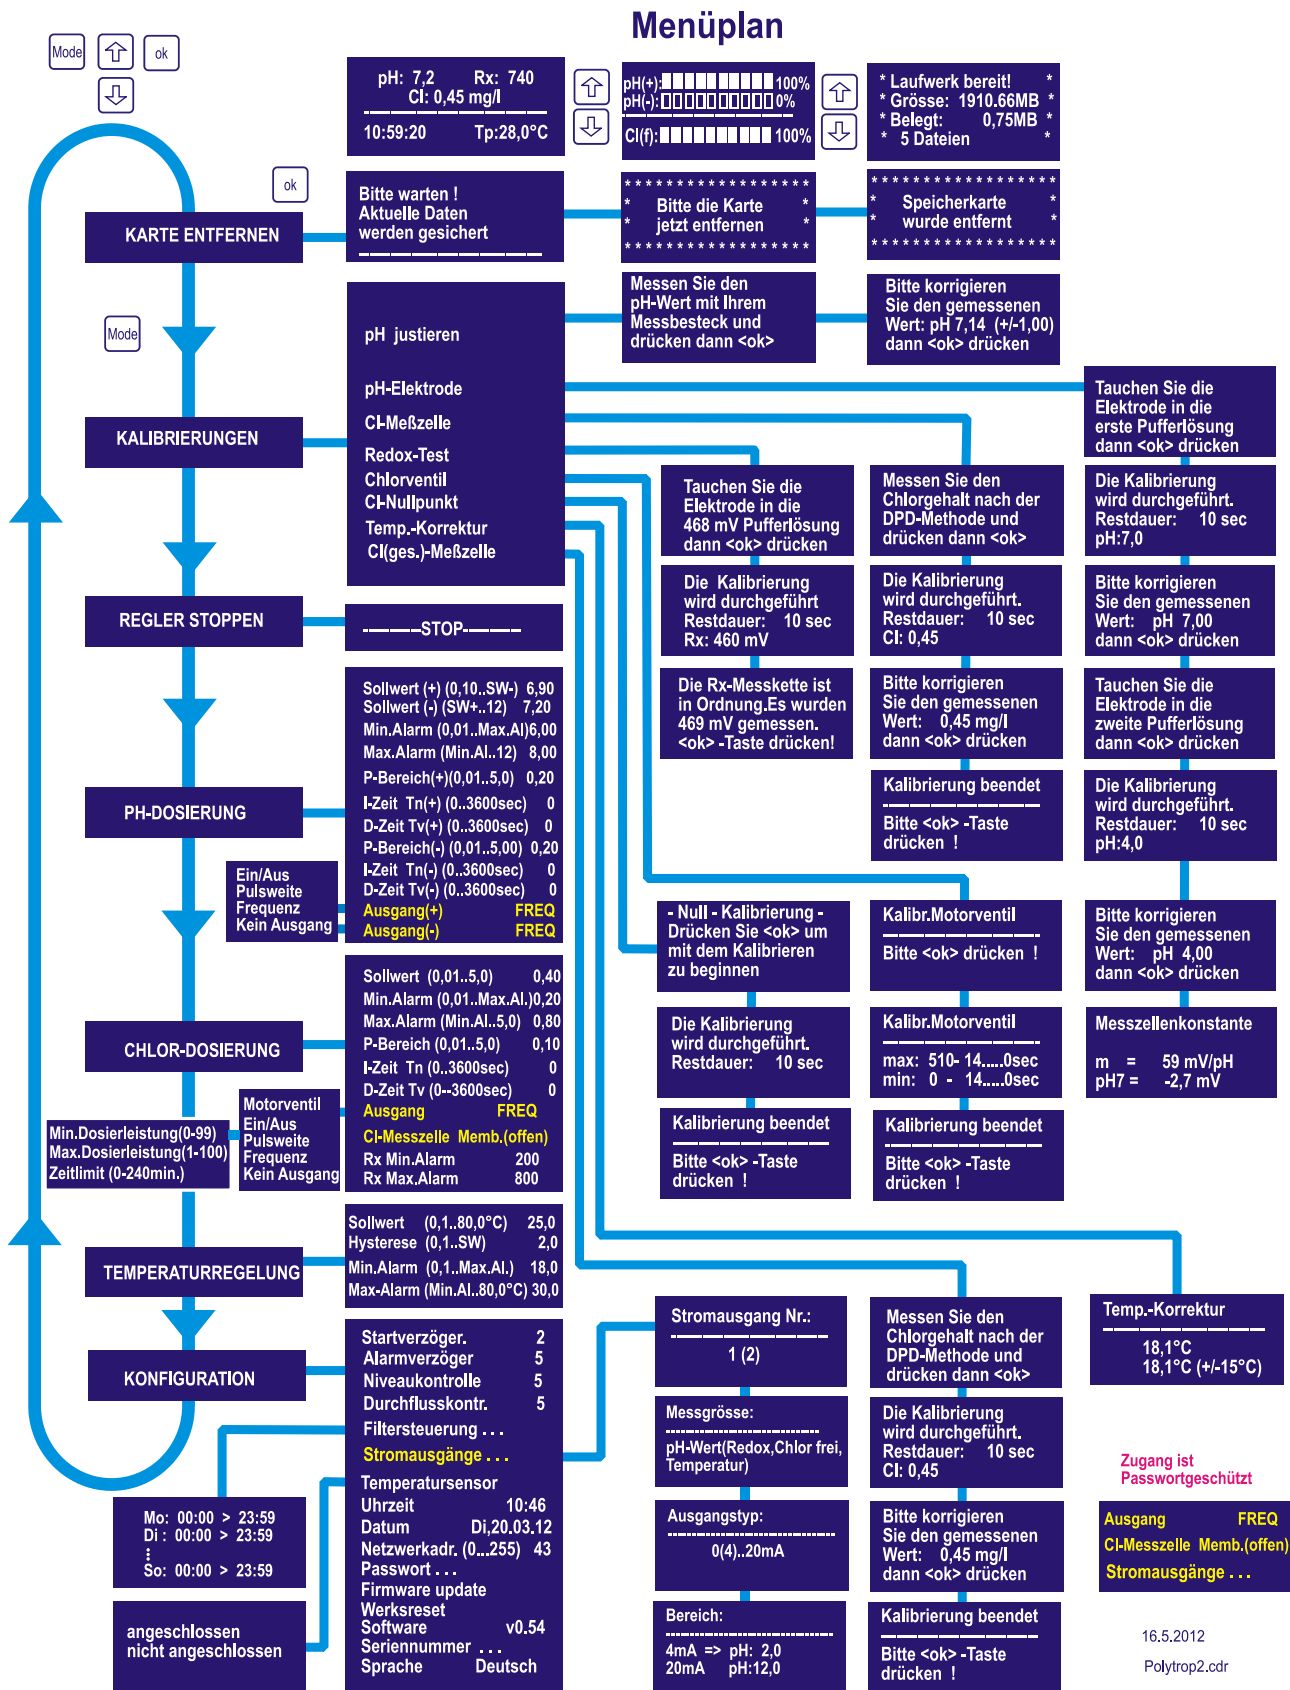 Menüplan
Mode
ok
pH: 7,2 Rx: 740
Cl: 0,45 mg/l
10:59:20 Tp:28,0°C
pH(+): 100%
pH(-): 0%
Cl(f): 100%
* Laufwerk bereit! *
* Grösse: 1910.66MB *
* Belegt: 0,75MB *
* 5 Dateien *
ok
KARTE ENTFERNEN
Bitte warten !
Aktuelle Daten
werden gesichert
* * * * * * * * * * * * * * * *
* Bitte die Karte *
* jetzt entfernen *
* * * * * * * * * * * * * * * *
* * * * * * * * * * * * * * * *
* Speicherkarte *
* wurde entfernt *
* * * * * * * * * * * * * * * *
Mode
KALIBRIERUNGEN
pH justieren
pH-Elektrode
Cl-Meßzelle
Redox-Test
Chlorventil
Cl-Nullpunkt
Temp.-Korrektur
Cl(ges.)-Meßzelle
Messen Sie den
pH-Wert mit Ihrem
Messbesteck und
drücken dann <ok>
Bitte korrigieren
Sie den gemessenen
Wert: pH 7,14 (+/-1,00)
dann <ok> drücken
Tauchen Sie die
Elektrode in die
erste Pufferlösung
dann <ok> drücken
Die Kalibrierung
wird durchgeführt.
Restdauer: 10 sec
pH:7,0
Bitte korrigieren
Sie den gemessenen
Wert: pH 7,00
dann <ok> drücken
Tauchen Sie die
Elektrode in die
zweite Pufferlösung
dann <ok> drücken
Die Kalibrierung
wird durchgeführt.
Restdauer: 10 sec
pH:4,0
Bitte korrigieren
Sie den gemessenen
Wert: pH 4,00
dann <ok> drücken
Messzellenkonstante
m = 59 mV/pH
pH7 = -2,7 mV
Messen Sie den
Chlorgehalt nach der
DPD-Methode und
drücken dann <ok>
Die Kalibrierung
wird durchgeführt.
Restdauer: 10 sec
Cl: 0,45
Bitte korrigieren
Sie den gemessenen
Wert: 0,45 mg/l
dann <ok> drücken
Kalibrierung beendet
Bitte <ok> -Taste
drücken !
Tauchen Sie die
Elektrode in die
468 mV Pufferlösung
dann <ok> drücken
Die Kalibrierung
wird durchgeführt
Restdauer: 10 sec
Rx: 460 mV
Die Rx-Messkette ist
in Ordnung.Es wurden
469 mV gemessen.
<ok> -Taste drücken!
REGLER STOPPEN
STOP
PH-DOSIERUNG
Sollwert (+) (0,10..SW-) 6,90
Sollwert (-) (SW+..12) 7,20
Min.Alarm (0,01..Max.Al)6,00
Max.Alarm (Min.Al..12) 8,00
P-Bereich(+)(0,01..5,0) 0,20
I-Zeit Tn(+) (0..3600sec) 0
D-Zeit Tv(+) (0..3600sec) 0
P-Bereich(-) (0,01..5,00) 0,20
I-Zeit Tn(-) (0..3600sec) 0
D-Zeit Tv(-) (0..3600sec) 0
Ausgang(+) FREQ
Ausgang(-) FREQ
Ein/Aus
Pulsweite
Frequenz
Kein Ausgang
- Null - Kalibrierung -
Drücken Sie <ok> um
mit dem Kalibrieren
zu beginnen
Die Kalibrierung
wird durchgeführt.
Restdauer: 10 sec
Kalibrierung beendet
Bitte <ok> -Taste
drücken !
Kalibr.Motorventil
Bitte <ok> drücken !
Kalibr.Motorventil
max: 510- 14.....0sec
min: 0 - 14.....0sec
Kalibrierung beendet
Bitte <ok> -Taste
drücken !
CHLOR-DOSIERUNG
Sollwert (0,01..5,0) 0,40
Min.Alarm (0,01..Max.Al.)0,20
Max.Alarm (Min.Al..5,0) 0,80
P-Bereich (0,01..5,0) 0,10
I-Zeit Tn (0..3600sec) 0
D-Zeit Tv (0--3600sec) 0
Ausgang FREQ
Cl-Messzelle Memb.(offen)
Rx Min.Alarm 200
Rx Max.Alarm 800
Motorventil
Ein/Aus
Pulsweite
Frequenz
Kein Ausgang
Min.Dosierleistung(0-99)
Max.Dosierleistung(1-100)
Zeitlimit (0-240min.)
TEMPERATURREGELUNG
Sollwert (0,1..80,0°C) 25,0
Hysterese (0,1..SW) 2,0
Min.Alarm (0,1..Max.Al.) 18,0
Max-Alarm (Min.Al..80,0°C) 30,0
KONFIGURATION
Startverzöger. 2
Alarmverzöger 5
Niveaukontrolle 5
Durchflusskontr. 5
Filtersteuerung . . .
Stromausgänge . . .
Temperatursensor
Uhrzeit 10:46
Datum Di,20.03.12
Netzwerkadr. (0...255) 43
Passwort . . .
Firmware update
Werksreset
Software v0.54
Seriennummer . . .
Sprache Deutsch
Mo: 00:00 > 23:59
Di : 00:00 > 23:59
So: 00:00 > 23:59
angeschlossen
nicht angeschlossen
Stromausgang Nr.:
1 (2)
Messgrösse:
pH-Wert(Redox,Chlor frei,
Temperatur)
Ausgangstyp:
0(4)..20mA
Bereich:
4mA => pH: 2,0
20mA pH:12,0
Messen Sie den
Chlorgehalt nach der
DPD-Methode und
drücken dann <ok>
Die Kalibrierung
wird durchgeführt.
Restdauer: 10 sec
Cl: 0,45
Bitte korrigieren
Sie den gemessenen
Wert: 0,45 mg/l
dann <ok> drücken
Kalibrierung beendet
Bitte <ok> -Taste
drücken !
Temp.-Korrektur
18,1°C
18,1°C (+/-15°C)
Zugang ist
Passwortgeschützt
Ausgang FREQ
Cl-Messzelle Memb.(offen)
Stromausgänge . . .
16.5.2012
Polytrop2.cdr